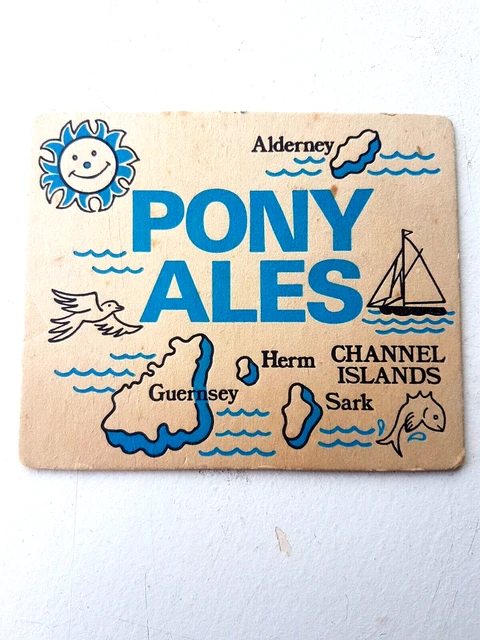 Alderney
PONY
ALES
Herm
CHANNEL
ISLANDS
Guernsey
Sark